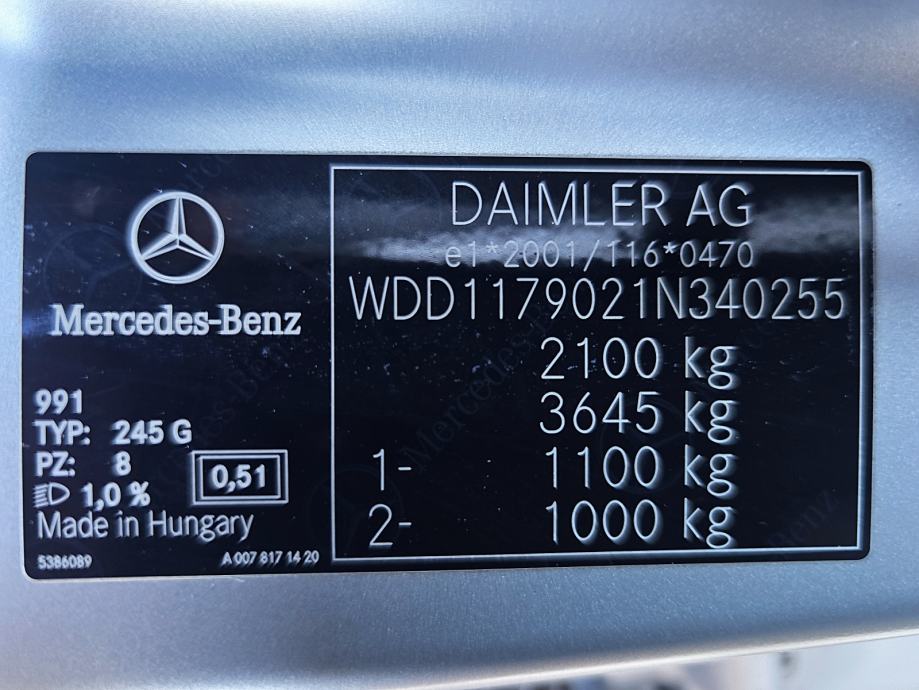 Mercedes-Benz
991
TYP: 245 G
PZ: 8
1,0 %
0,51
Made in Hungary
5386089
A 007 817 14 20
DAIMLER AG
e1*2001/116*0470
WDD1179021N340255
2100 kg
3645 kg
1- 1100 kg
2- 1000 kg